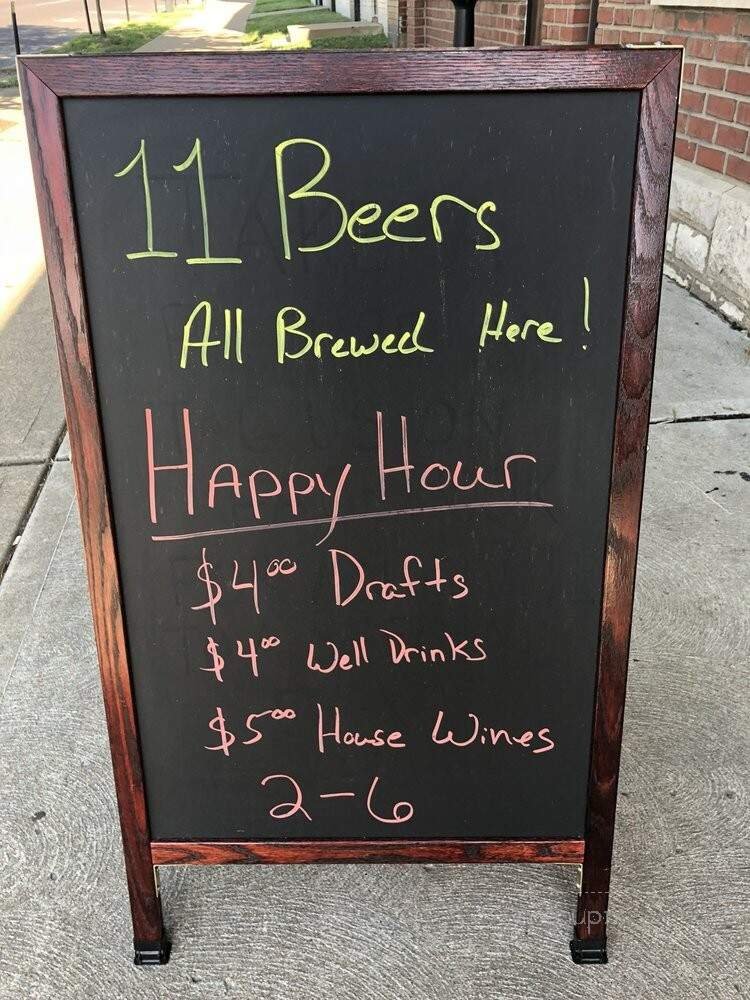 11 Beers
All Brewed Here!
Happy Hour
$4⁰⁰ Drafts
$4⁰⁰ Well Drinks
$5⁰⁰ House Wines
2-6